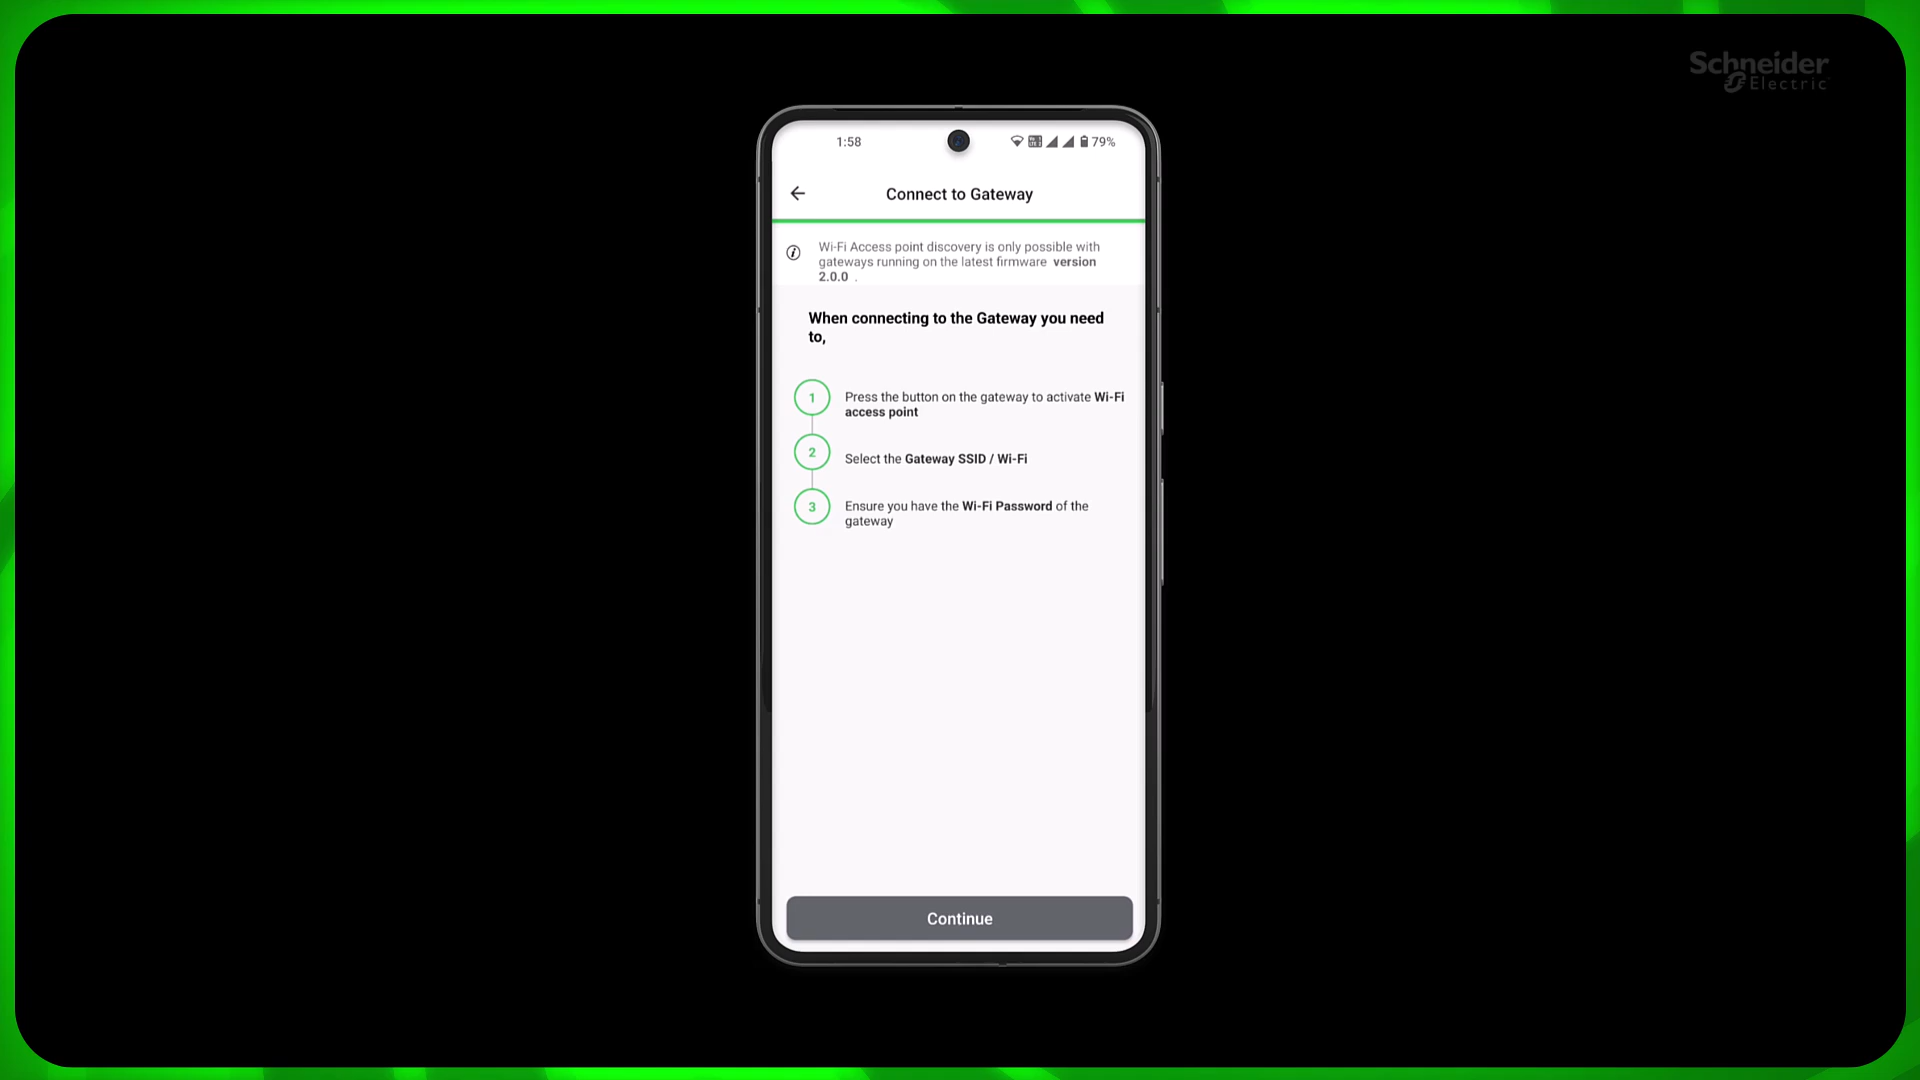 Schneider
Electric
1:58
79%
Connect to Gateway
Wi-Fi Access point discovery is only possible with
gateways running on the latest firmware version
2.0.0 .
When connecting to the Gateway you need
to,
1
Press the button on the gateway to activate Wi-Fi
access point
2
Select the Gateway SSID / Wi-Fi
3
Ensure you have the Wi-Fi Password of the
gateway
Continue